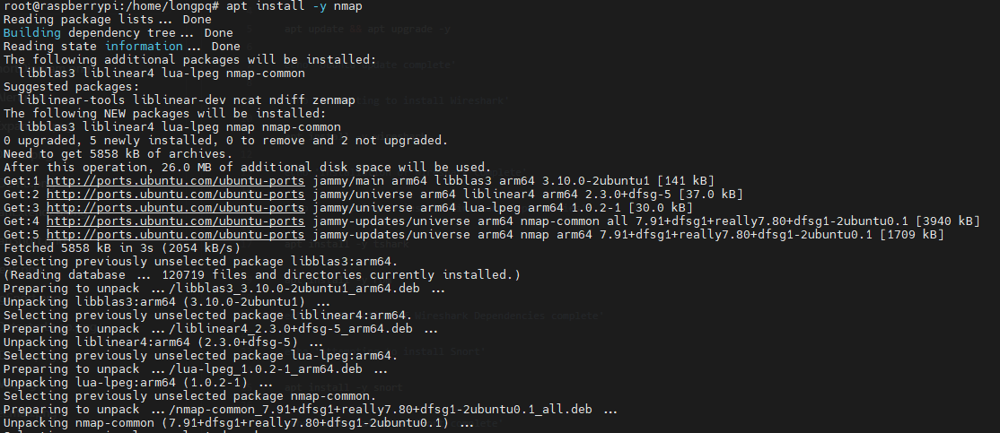 root@raspberrypi:/home/longpq# apt install -y nmap
Reading package lists... Done
Building dependency tree... Done
Reading state information... Done
The following additional packages will be installed:
  libblas3 liblinear4 lua-lpeg nmap-common
Suggested packages:
  liblinear-tools liblinear-dev ncat ndiff zenmap
The following NEW packages will be installed:
  libblas3 liblinear4 lua-lpeg nmap nmap-common
0 upgraded, 5 newly installed, 0 to remove and 2 not upgraded.
Need to get 5858 kB of archives.
After this operation, 26.0 MB of additional disk space will be used.
Get:1 http://ports.ubuntu.com/ubuntu-ports jammy/main arm64 libblas3 arm64 3.10.0-2ubuntu1 [141 kB]
Get:2 http://ports.ubuntu.com/ubuntu-ports jammy/universe arm64 liblinear4 arm64 2.3.0+dfsg-5 [37.0 kB]
Get:3 http://ports.ubuntu.com/ubuntu-ports jammy/universe arm64 lua-lpeg arm64 1.0.2-1 [30.0 kB]
Get:4 http://ports.ubuntu.com/ubuntu-ports jammy-updates/universe arm64 nmap-common all 7.91+dfsg1+really7.80+dfsg1-2ubuntu0.1 [3940 kB]
Get:5 http://ports.ubuntu.com/ubuntu-ports jammy-updates/universe arm64 nmap arm64 7.91+dfsg1+really7.80+dfsg1-2ubuntu0.1 [1709 kB]
Fetched 5858 kB in 3s (2054 kB/s)
Selecting previously unselected package libblas3:arm64.
(Reading database ... 120719 files and directories currently installed.)
Preparing to unpack .../libblas3_3.10.0-2ubuntu1_arm64.deb ...
Unpacking libblas3:arm64 (3.10.0-2ubuntu1) ...
Selecting previously unselected package liblinear4:arm64.
Preparing to unpack .../liblinear4_2.3.0+dfsg-5_arm64.deb ...
Unpacking liblinear4:arm64 (2.3.0+dfsg-5) ...
Selecting previously unselected package lua-lpeg:arm64.
Preparing to unpack .../lua-lpeg_1.0.2-1_arm64.deb ...
Unpacking lua-lpeg:arm64 (1.0.2-1) ...
Selecting previously unselected package nmap-common.
Preparing to unpack .../nmap-common_7.91+dfsg1+really7.80+dfsg1-2ubuntu0.1_all.deb ...
Unpacking nmap-common (7.91+dfsg1+really7.80+dfsg1-2ubuntu0.1) ...